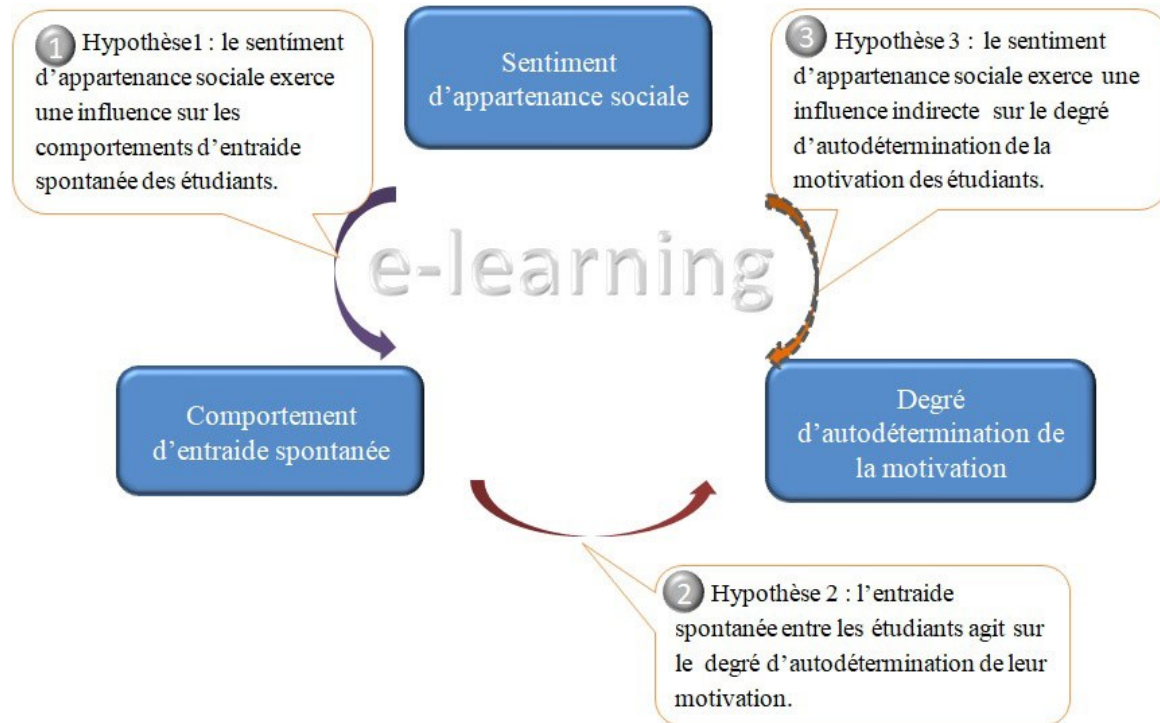 1 Hypothèse1 : le sentiment
d’appartenance sociale exerce
une influence sur les
comportements d’entraide
spontanée des étudiants.
Sentiment
d’appartenance sociale
3 Hypothèse 3 : le sentiment
d’appartenance sociale exerce une
influence indirecte sur le degré
d’autodétermination de la
motivation des étudiants.
e-learning
Comportement
d’entraide spontanée
Degré
d’autodétermination de
la motivation
2 Hypothèse 2 : l’entraide
spontanée entre les étudiants agit sur
le degré d’autodétermination de leur
motivation.